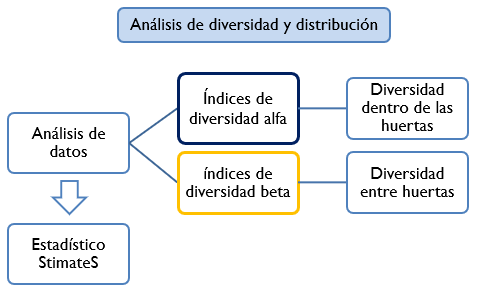 Análisis de diversidad y distribución
Índices de
diversidad alfa
Diversidad
dentro de las
huertas
Análisis de
datos
índices de
diversidad beta
Diversidad
entre huertas
Estadístico
StimateS